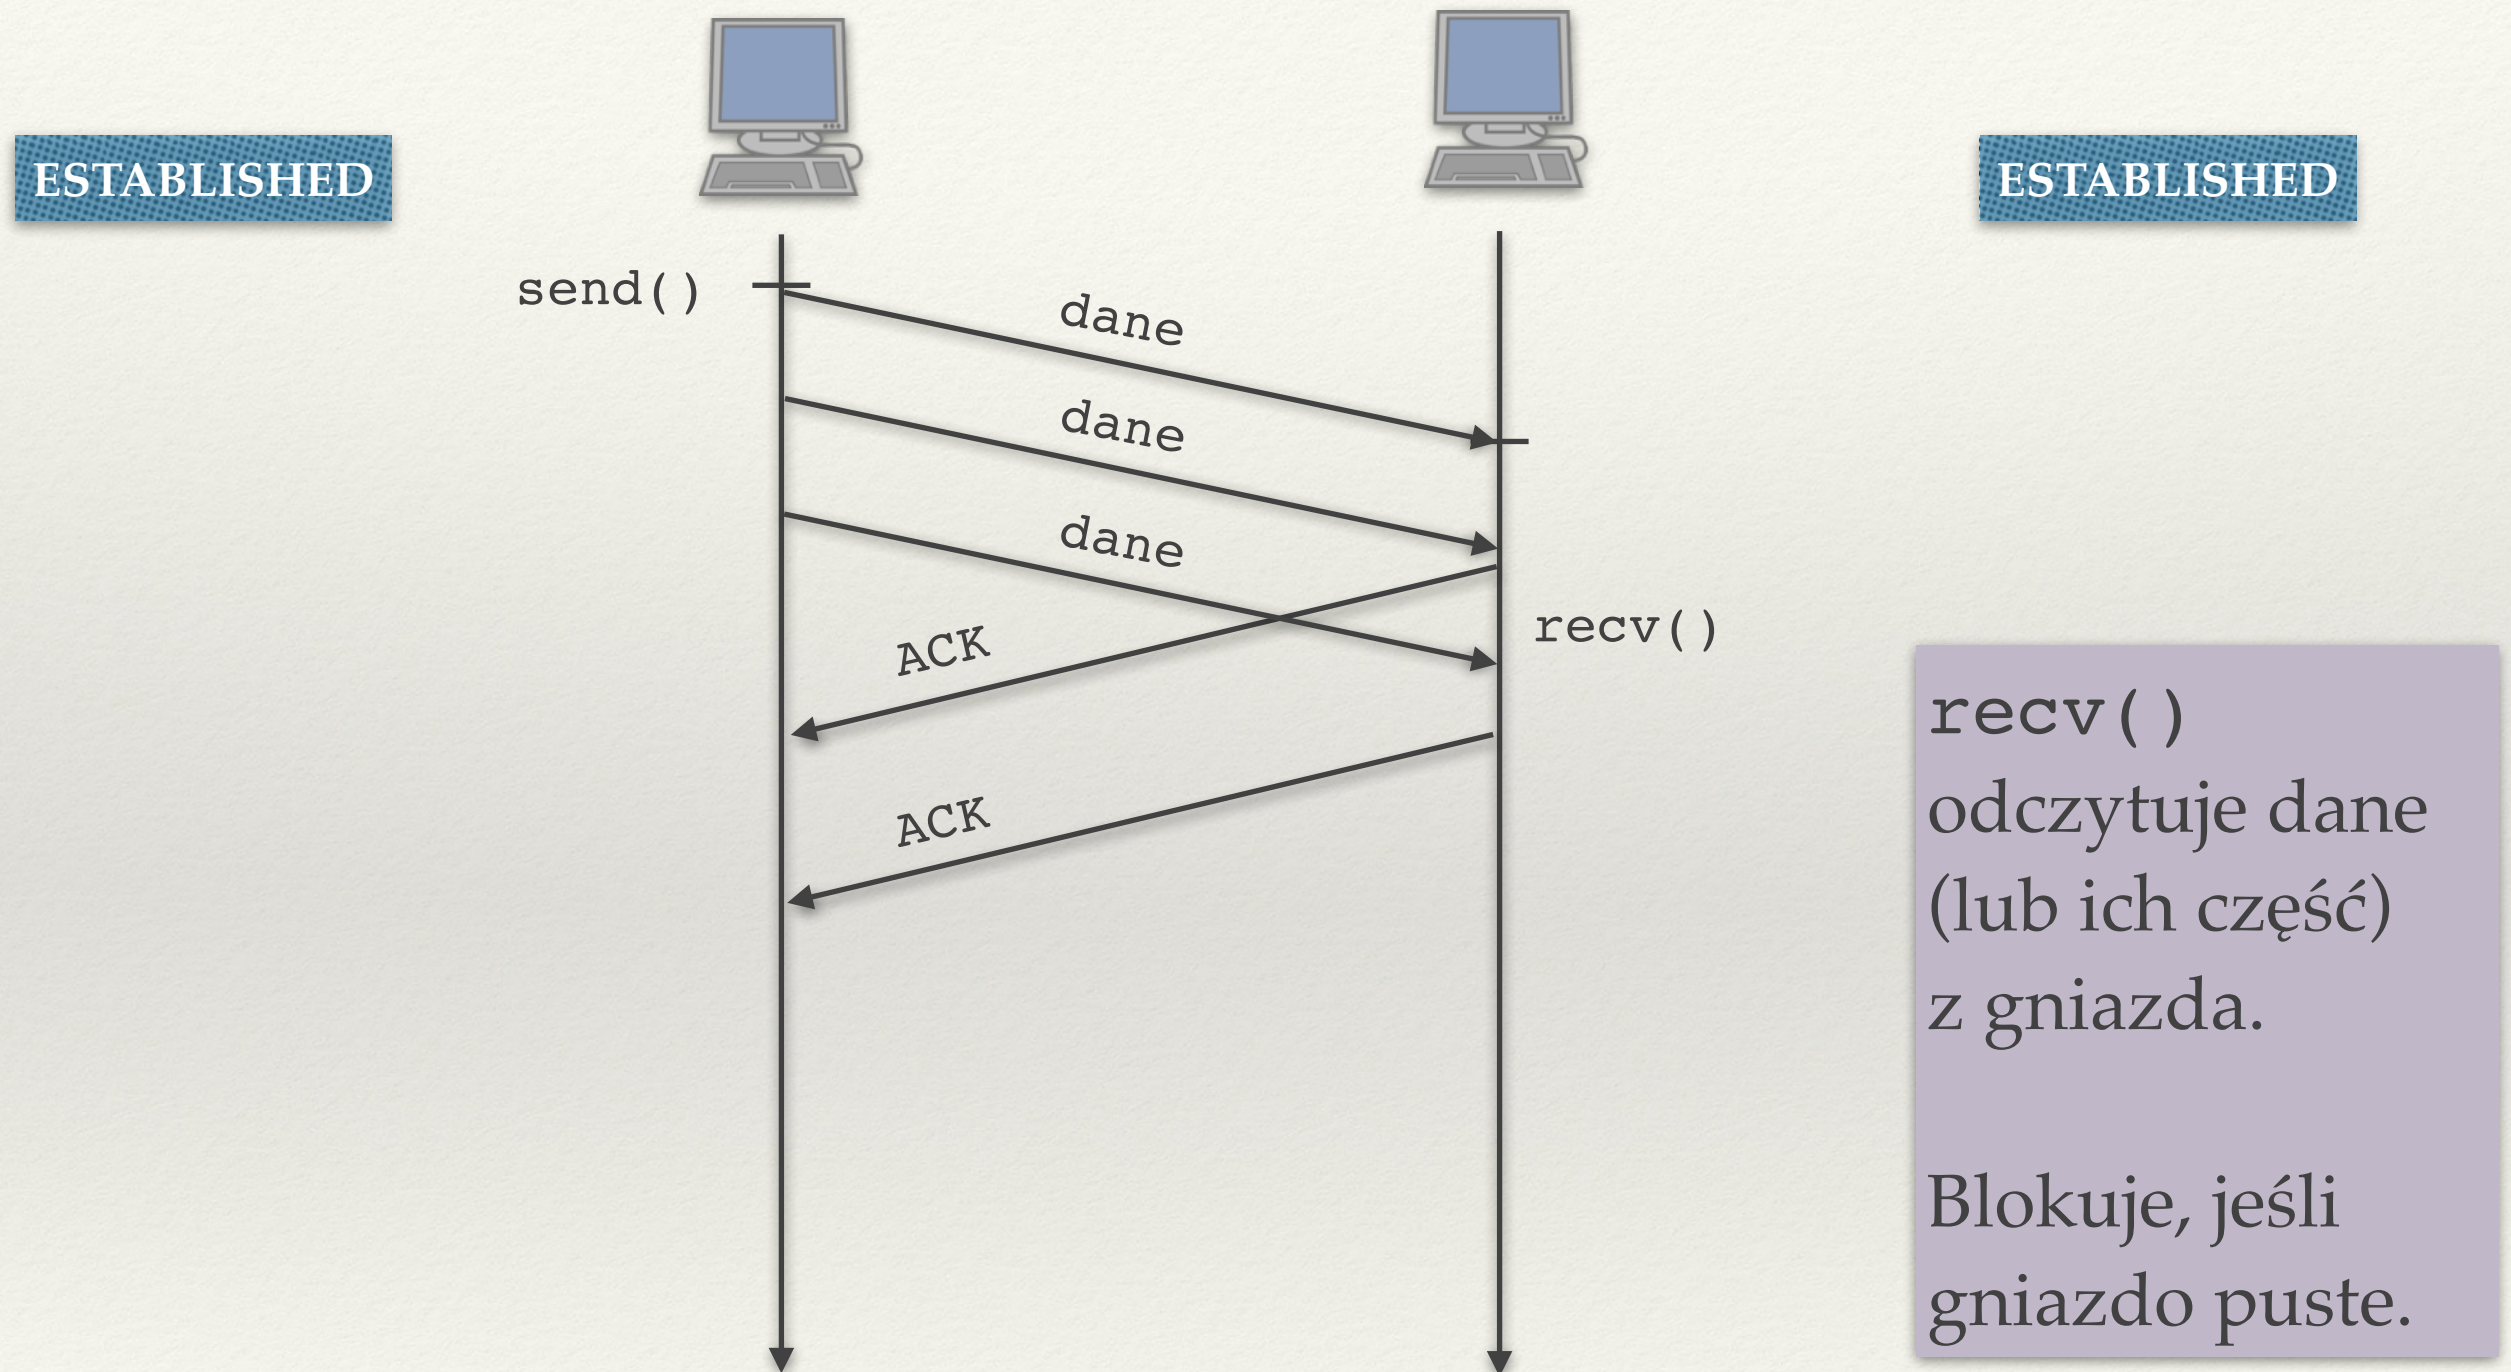 ESTABLISHED
ESTABLISHED
send()
dane
dane
dane
ACK
recv()
ACK
recv()
odczytuje dane
(lub ich część)
z gniazda.
Blokuje, jeśli
gniazdo puste.